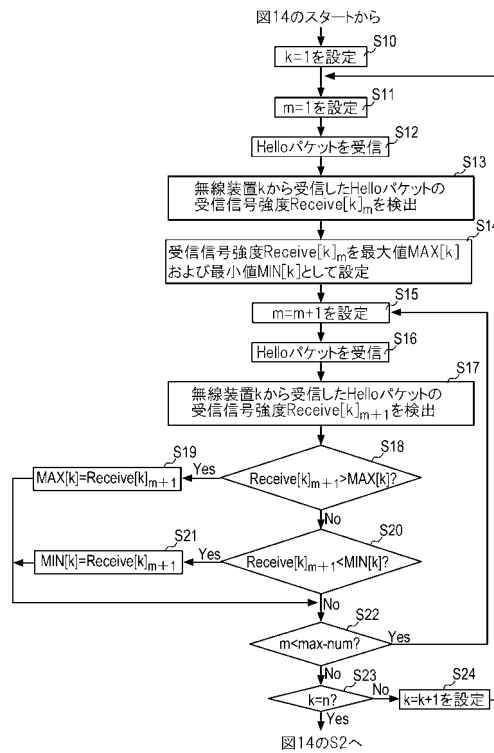 図14のスタートから
S10
k=1を設定
S11
m=1を設定
S12
Helloパケットを受信
S13
無線装置kから受信したHelloパケットの
受信信号強度Receive[k]mを検出
S14
受信信号強度Receive[k]mを最大値MAX[k]
および最小値MIN[k]として設定
S15
m=m+1を設定
S16
Helloパケットを受信
S17
無線装置kから受信したHelloパケットの
受信信号強度Receive[k]m+1を検出
S18
Receive[k]m+1>MAX[k]?
Yes
S19
MAX[k]=Receive[k]m+1
No
S20
Receive[k]m+1<MIN[k]?
Yes
S21
MIN[k]=Receive[k]m+1
No
S22
m<max-num?
Yes
No
S23
k=n?
No
S24
k=k+1を設定
Yes
図14のS2へ